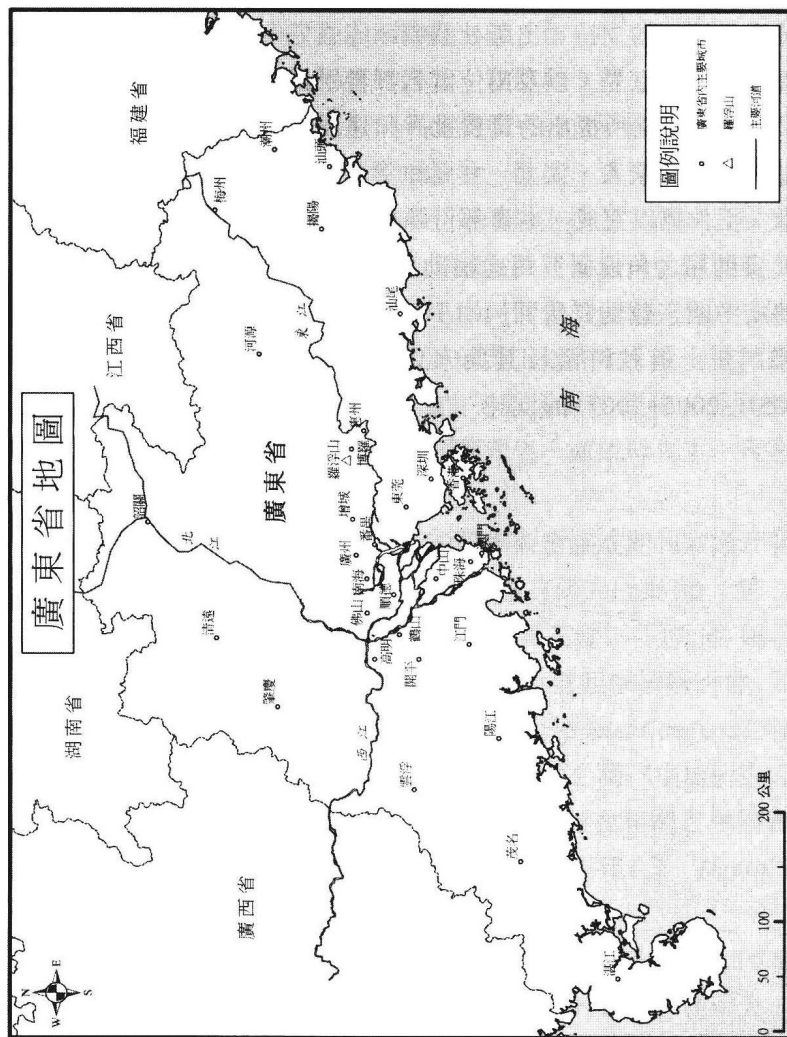 廣東省地圖
N
W
E
S
湖南省
江西省
福建省
廣西省
廣東省
韶關
北江
清遠
肇慶
梅州
潮州
汕頭
揭陽
河源
東江
汕尾
惠州
博羅
羅浮山
增城
番禺
廣州
南海
佛山
順德
東莞
深圳
香港
中山
珠海
澳門
高明
鶴山
開平
江門
西江
雲浮
陽江
茂名
湛江
南海
0
50
100
200 公里
圖例說明
廣東省內主要城市
羅浮山
主要河道